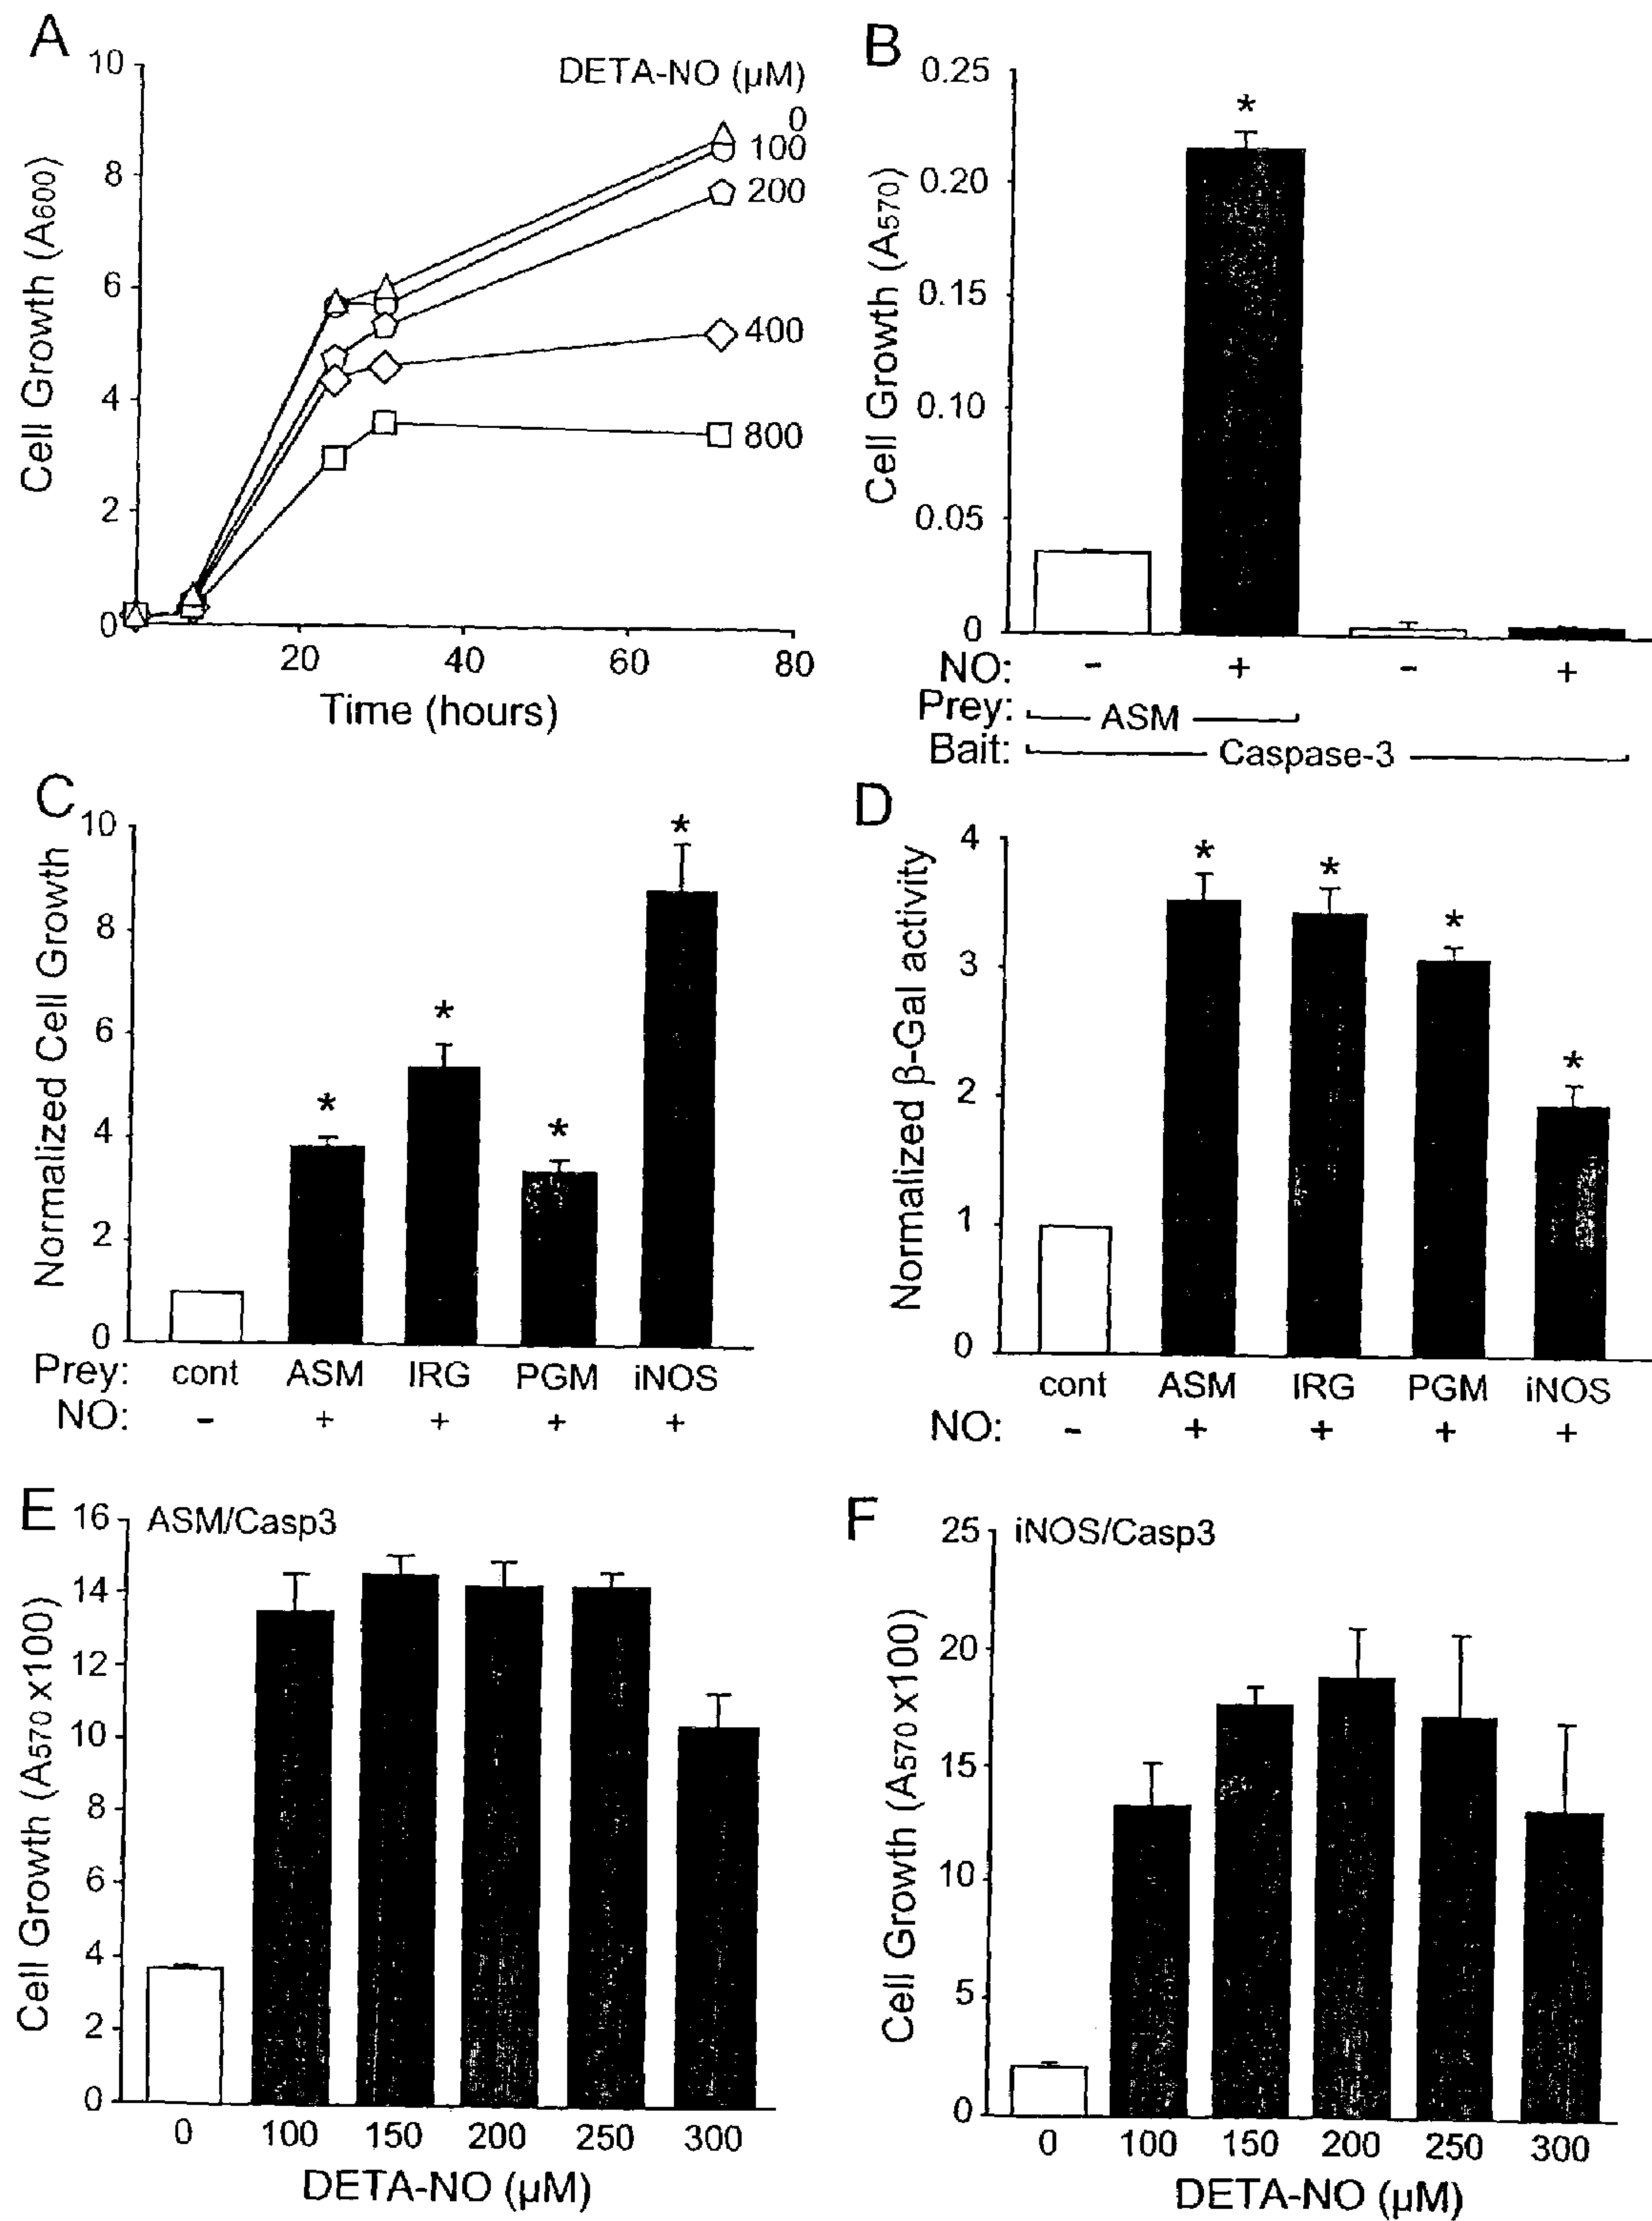 A
DETA-NO (µM)
10
8
6
4
2
0
0
100
200
400
800
Cell Growth (A600)
20 40 60 80
Time (hours)
B
0.25
0.20
0.15
0.10
0.05
0
Cell Growth (A570)
*
NO: - + - +
Prey: ASM
Bait: Caspase-3
C
10
8
6
4
2
0
Normalized Cell Growth
* * * *
Prey: cont ASM IRG PGM iNOS
NO: - + + + +
D
4
3
2
1
0
Normalized β-Gal activity
* * * *
cont ASM IRG PGM iNOS
NO: - + + + +
E
ASM/Casp3
16
14
12
10
8
6
4
2
0
Cell Growth (A570 x100)
0 100 150 200 250 300
DETA-NO (µM)
F
iNOS/Casp3
25
20
15
10
5
0
Cell Growth (A570 x100)
0 100 150 200 250 300
DETA-NO (µM)